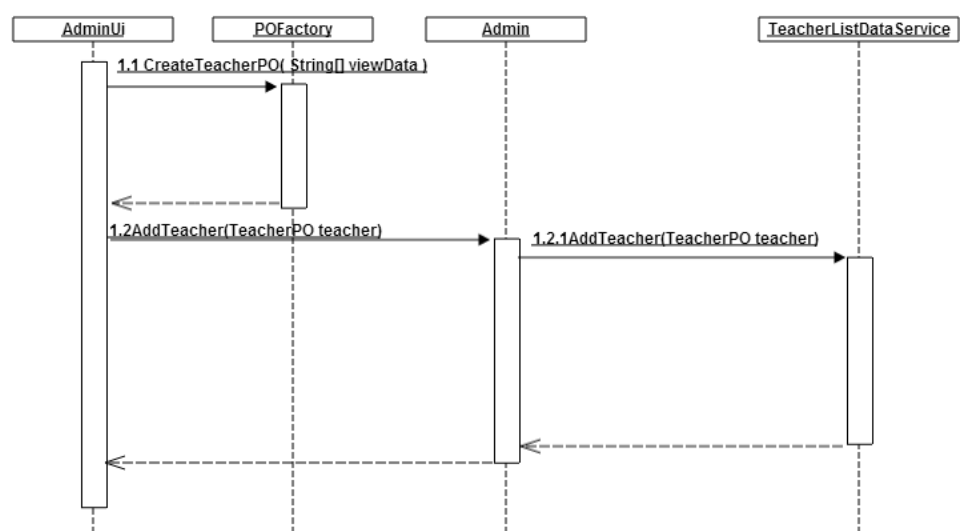 AdminUi
POFactory
Admin
TeacherListDataService
1.1 CreateTeacherPO( String[] viewData )
1.2AddTeacher(TeacherPO teacher)
1.2.1AddTeacher(TeacherPO teacher)